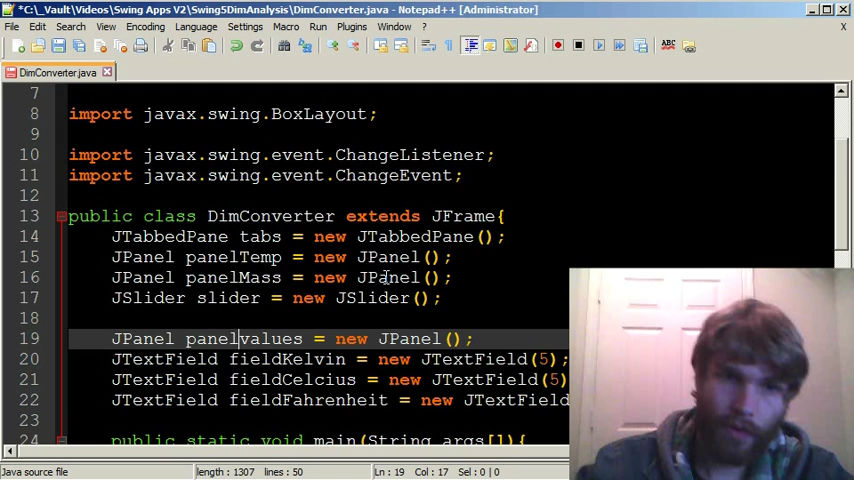 *C:\_Vault\Videos\Swing Apps V2\Swing5DimAnalysis\DimConverter.java - Notepad++ [Administrator]
File Edit Search View Encoding Language Settings Macro Run Plugins Window ? X
DimConverter.java
7
8 import javax.swing.BoxLayout;
9
10 import javax.swing.event.ChangeListener;
11 import javax.swing.event.ChangeEvent;
12
13 public class DimConverter extends JFrame{
14 JTabbedPane tabs = new JTabbedPane();
15 JPanel panelTemp = new JPanel();
16 JPanel panelMass = new JPanel();
17 JSlider slider = new JSlider();
18
19 JPanel panelvalues = new JPanel();
20 JTextField fieldKelvin = new JTextField(5);
21 JTextField fieldCelcius = new JTextField(5)
22 JTextField fieldFahrenheit = new JTextField
23
24 public static void main(String args[]){
Java source file length : 1307 lines : 50 Ln : 19 Col : 17 Sel : 0 | 0